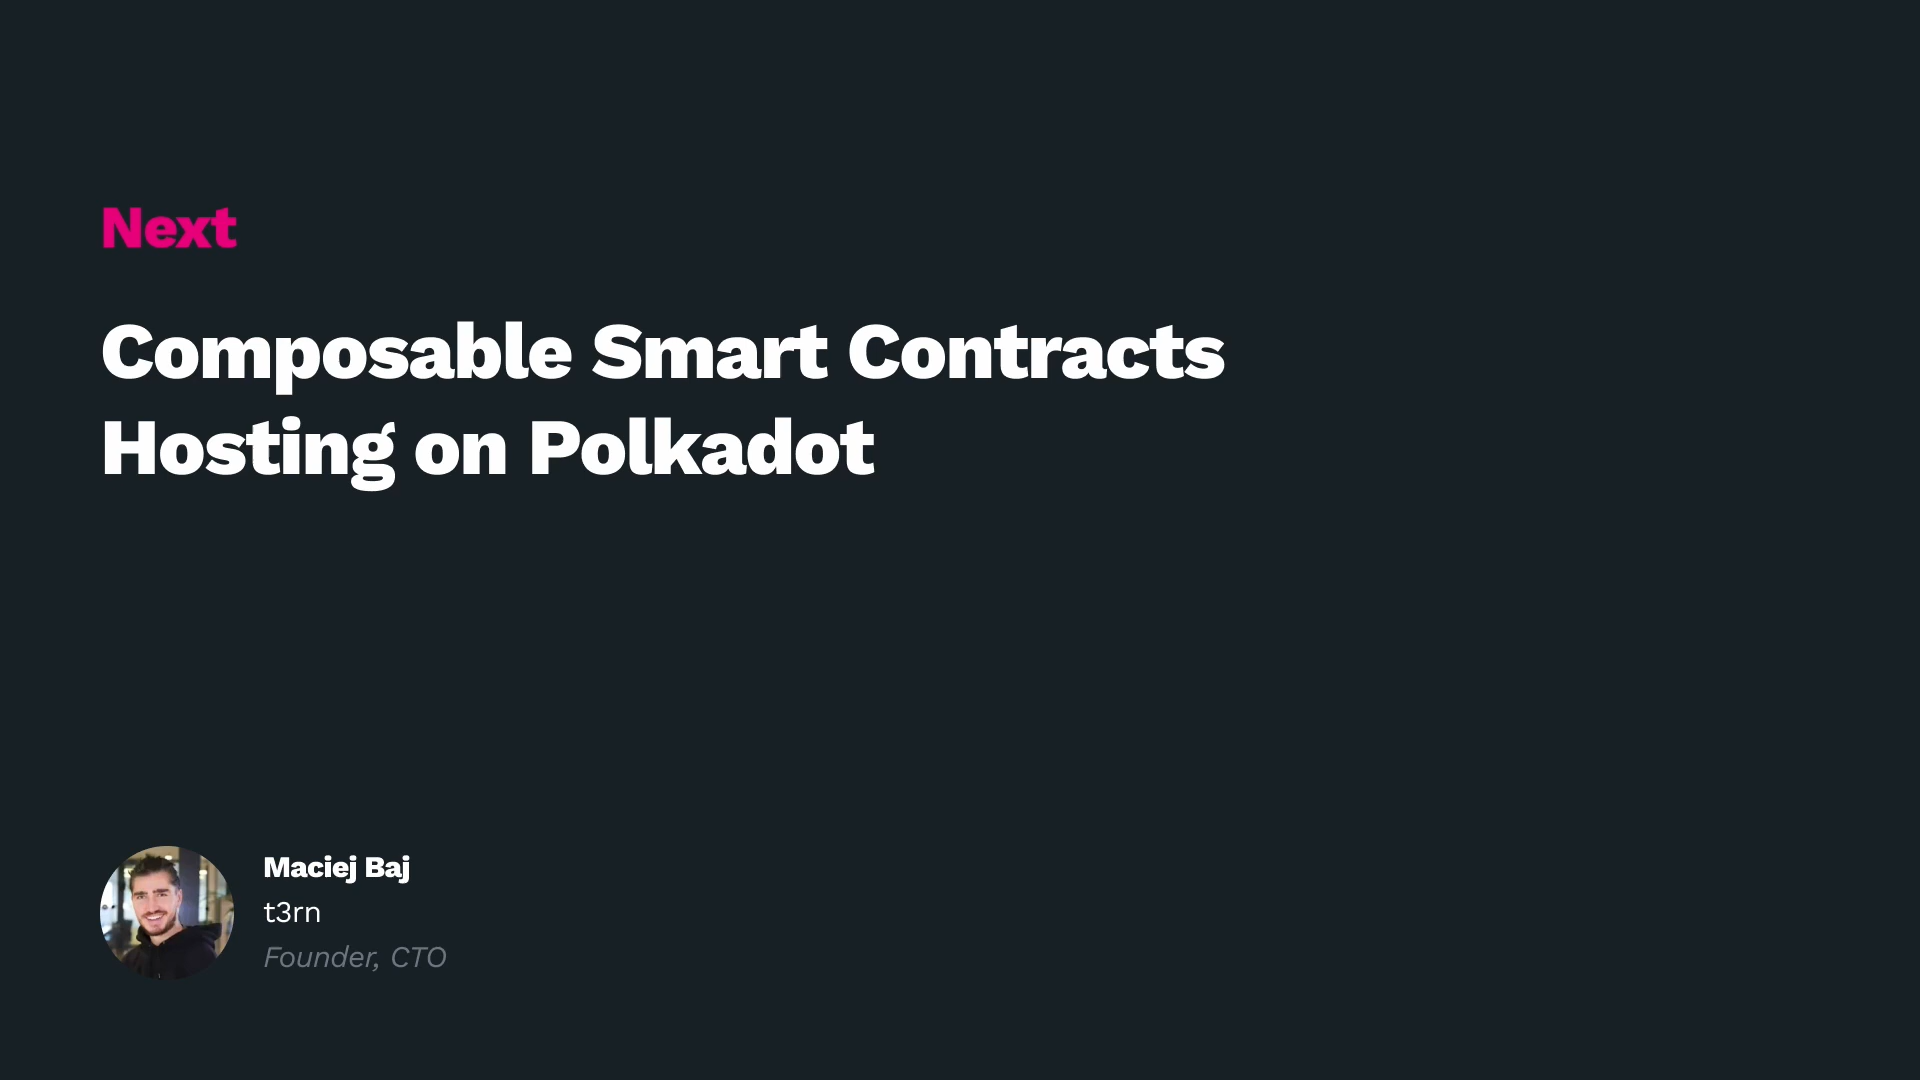 Next
Composable Smart Contracts
Hosting on Polkadot
Maciej Baj
t3rn
Founder, CTO